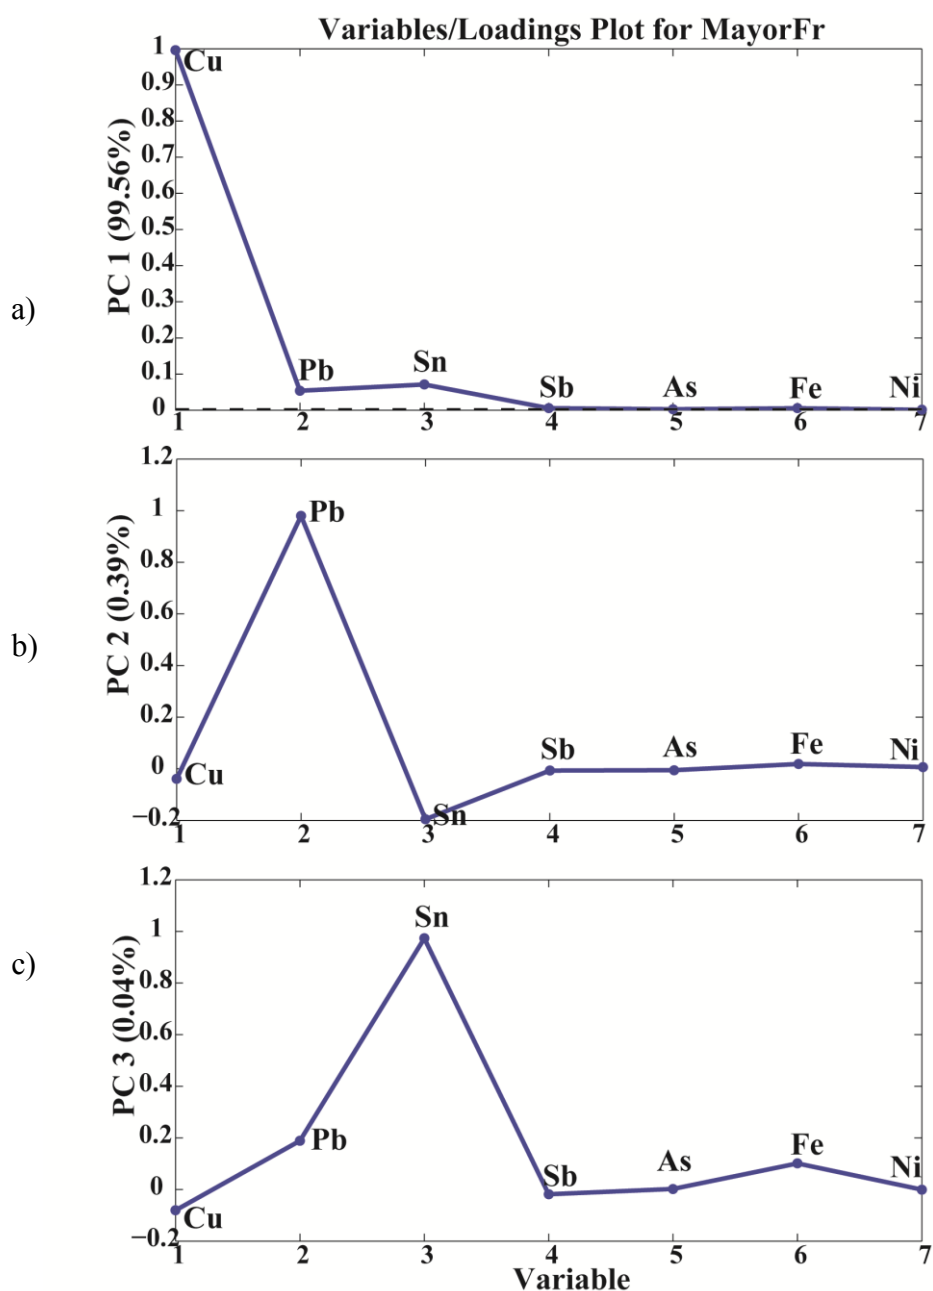 Variables/Loadings Plot for MayorFr
a)
PC 1 (99.56%)
1
0.9
0.8
0.7
0.6
0.5
0.4
0.3
0.2
0.1
0
Cu
Pb
Sn
Sb
As
Fe
Ni
1 2 3 4 5 6 7
b)
PC 2 (0.39%)
1.2
1
0.8
0.6
0.4
0.2
0
−0.2
Cu
Pb
Sn
Sb
As
Fe
Ni
1 2 3 4 5 6 7
c)
PC 3 (0.04%)
1.2
1
0.8
0.6
0.4
0.2
0
−0.2
Cu
Pb
Sn
Sb
As
Fe
Ni
1 2 3 4 5 6 7
Variable